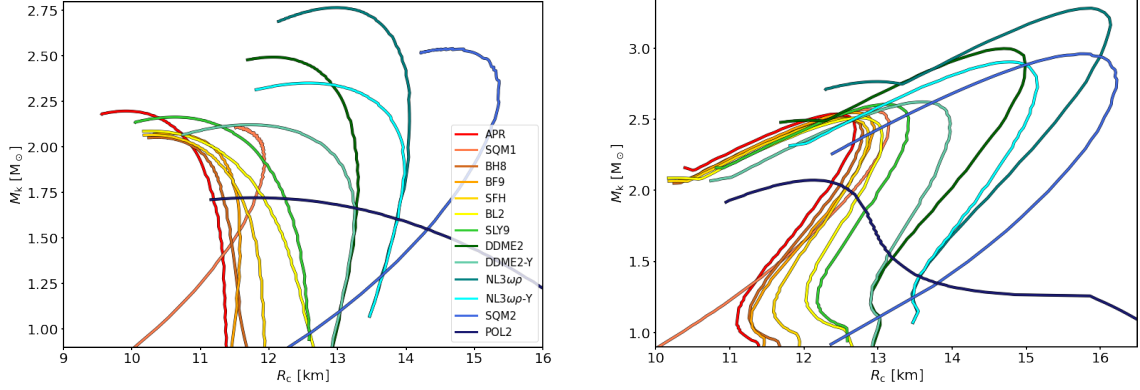 2.75
2.50
2.25
2.00
1.75
1.50
1.25
1.00
M_k [M_⊙]
9 10 11 12 13 14 15 16
R_c [km]
APR
SQM1
BH8
BF9
SFH
BL2
SLY9
DDME2
DDME2-Y
NL3ωρ
NL3ωρ-Y
SQM2
POL2
3.0
2.5
2.0
1.5
1.0
M_k [M_⊙]
10 11 12 13 14 15 16
R_c [km]